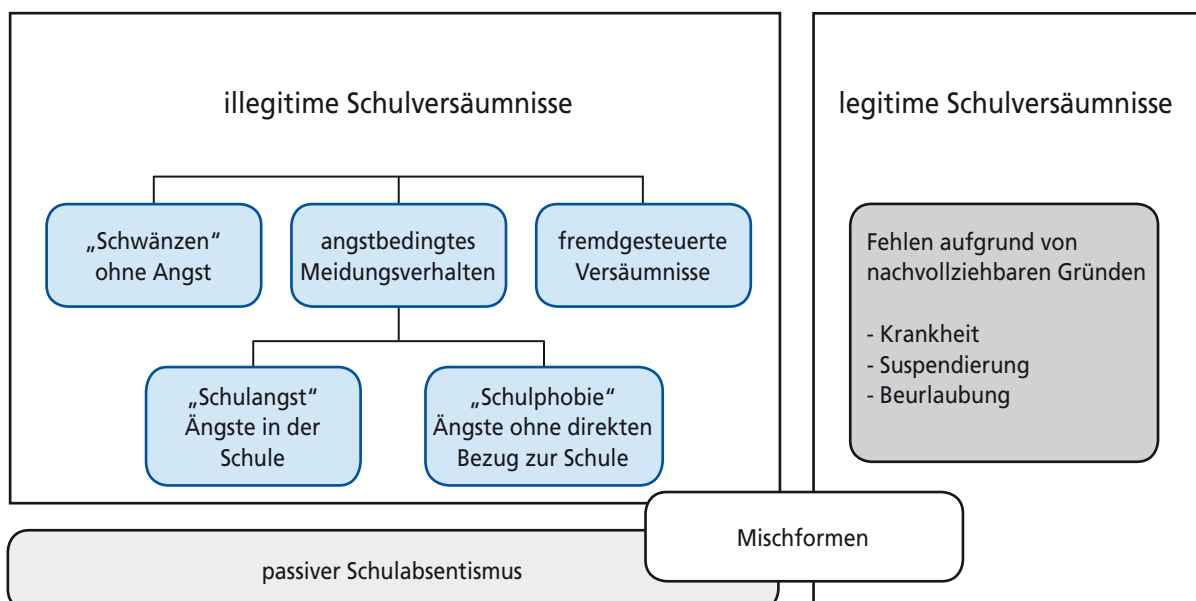 illegitime Schulversäumnisse
„Schwänzen“
ohne Angst
angstbedingtes
Meidungsverhalten
fremdgesteuerte
Versäumnisse
„Schulangst“
Ängste in der
Schule
„Schulphobie“
Ängste ohne direkten
Bezug zur Schule
legitime Schulversäumnisse
Fehlen aufgrund von
nachvollziehbaren Gründen
- Krankheit
- Suspendierung
- Beurlaubung
Mischformen
passiver Schulabsentismus